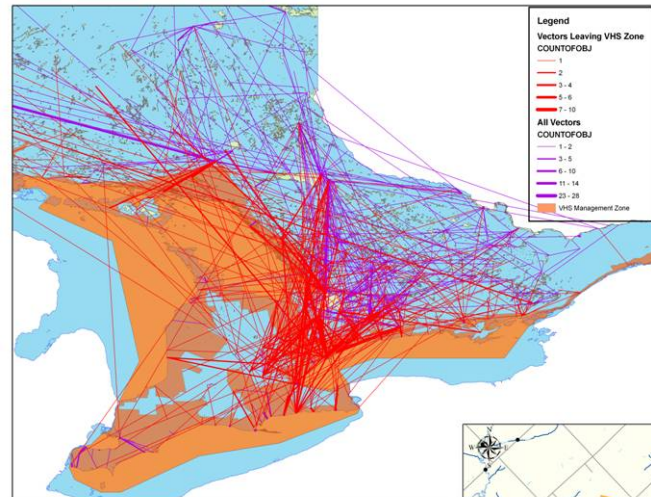 Legend
Vectors Leaving VHS Zone
COUNTOFOBJ
1
2
3 - 4
5 - 6
7 - 10
All Vectors
COUNTOFOBJ
1 - 2
3 - 5
6 - 10
11 - 14
23 - 28
VHS Management Zone
N
W
E
S